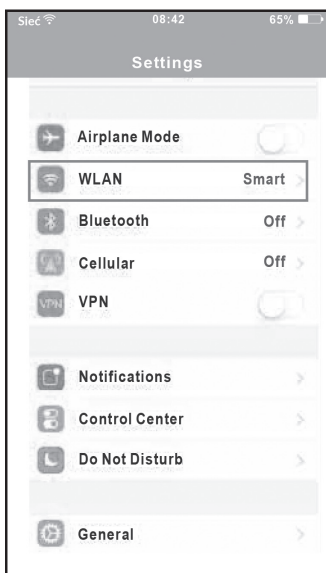 Sieć 08:42 65%
Settings
Airplane Mode
WLAN Smart
Bluetooth Off
Cellular Off
VPN VPN
Notifications
Control Center
Do Not Disturb
General